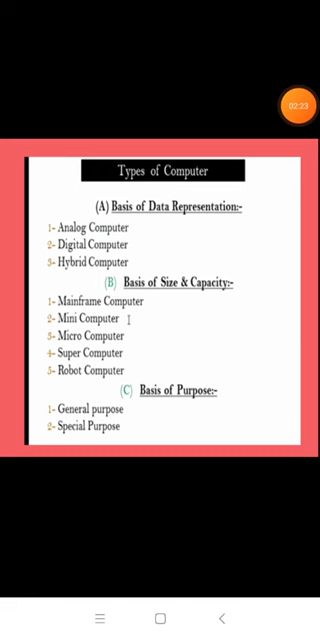 02:23
Types of Computer
(A) Basis of Data Representation:-
1- Analog Computer
2- Digital Computer
3- Hybrid Computer
(B) Basis of Size & Capacity:-
1- Mainframe Computer
2- Mini Computer
3- Micro Computer
4- Super Computer
5- Robot Computer
(C) Basis of Purpose:-
1- General purpose
2- Special Purpose